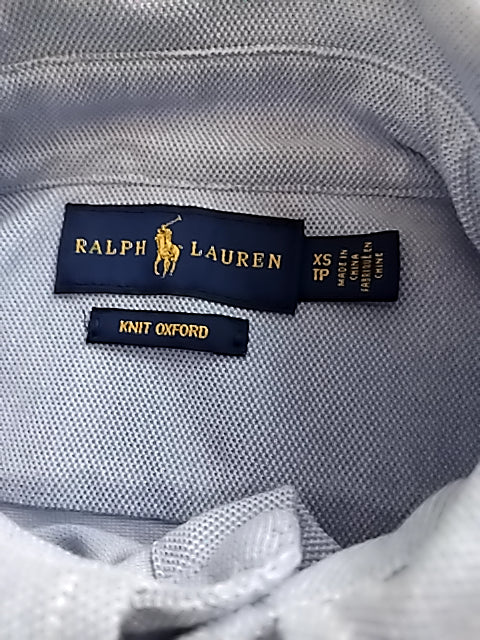 RALPH LAUREN
XS
TP
MADE IN
CHINA
FABRIQUÉ EN
CHINE
KNIT OXFORD